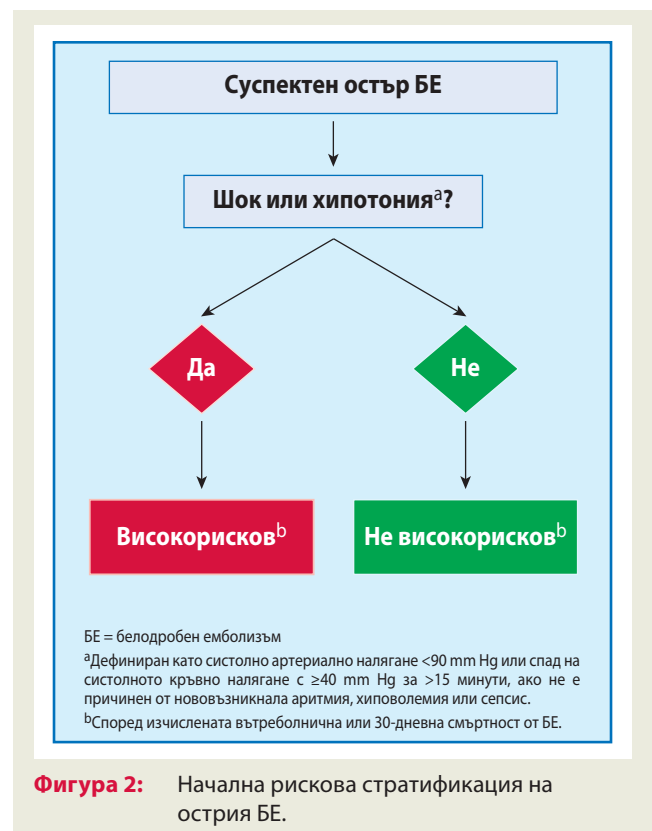 Суспектен остър БЕ
Шок или хипотонияᵃ?
Да
Не
Високорисковᵇ
Не високорисковᵇ
БЕ = белодробен емболизъм
ᵃДефиниран като систолно артериално налягане <90 mm Hg или спад на
систолното кръвно налягане с ≥40 mm Hg за >15 минути, ако не е
причинен от нововъзникнала аритмия, хиповолемия или сепсис.
ᵇСпоред изчислената вътреболнична или 30-дневна смъртност от БЕ.
Фигура 2: Начална рискова стратификация на
острия БЕ.